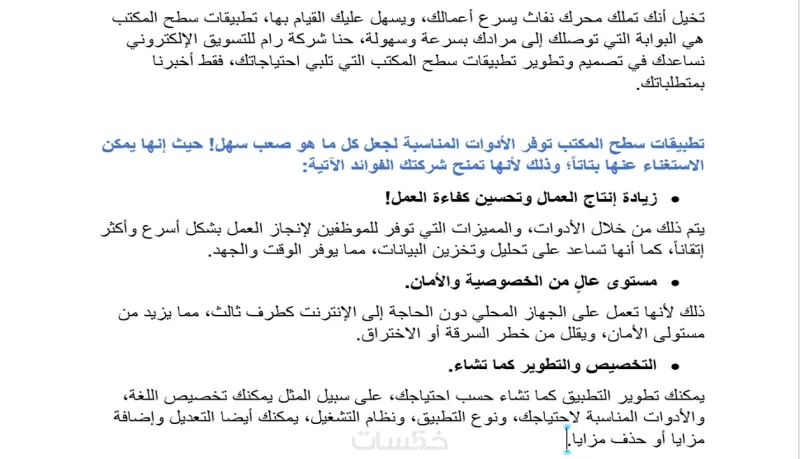 تخيل أنك تملك محرك نفاث يسرع أعمالك، ويسهل عليك القيام بها، تطبيقات سطح المكتب
هي البوابة التي توصلك إلى مرادك بسرعة وسهولة، حنا شركة رام للتسويق الإلكتروني
نساعدك في تصميم وتطوير تطبيقات سطح المكتب التي تلبي احتياجاتك، فقط أخبرنا
بمتطلباتك.
تطبيقات سطح المكتب توفر الأدوات المناسبة لجعل كل ما هو صعب سهل! حيث إنها يمكن
الاستغناء عنها بتاتاً؛ وذلك لأنها تمنح شركتك الفوائد الآتية:
• زيادة إنتاج العمال وتحسين كفاءة العمل!
يتم ذلك من خلال الأدوات، والمميزات التي توفر للموظفين لإنجاز العمل بشكل أسرع وأكثر
إتقاناً، كما أنها تساعد على تحليل وتخزين البيانات، مما يوفر الوقت والجهد.
• مستوى عالٍ من الخصوصية والأمان.
ذلك لأنها تعمل على الجهاز المحلي دون الحاجة إلى الإنترنت كطرف ثالث، مما يزيد من
مستولى الأمان، ويقلل من خطر السرقة أو الاختراق.
• التخصيص والتطوير كما تشاء.
يمكنك تطوير التطبيق كما تشاء حسب احتياجك، على سبيل المثل يمكنك تخصيص اللغة،
والأدوات المناسبة لاحتياجك، ونوع التطبيق، ونظام التشغيل، يمكنك أيضا التعديل وإضافة
مزايا أو حذف مزايا.
خمسات